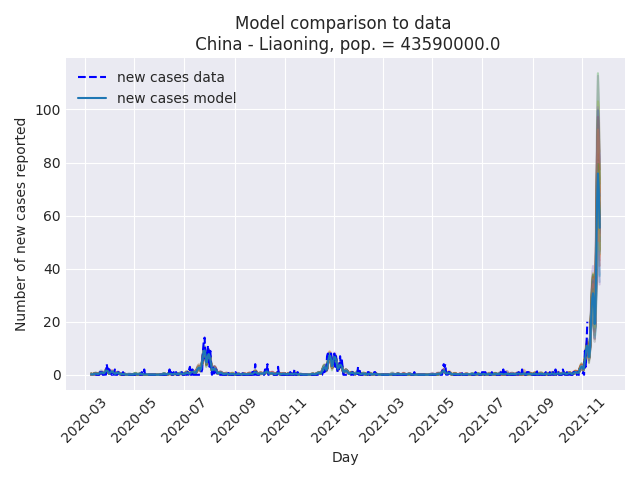 Model comparison to data
China - Liaoning, pop. = 43590000.0
new cases data
new cases model
Number of new cases reported
100
80
60
40
20
0
2020-03
2020-05
2020-07
2020-09
2020-11
2021-01
2021-03
2021-05
2021-07
2021-09
2021-11
Day